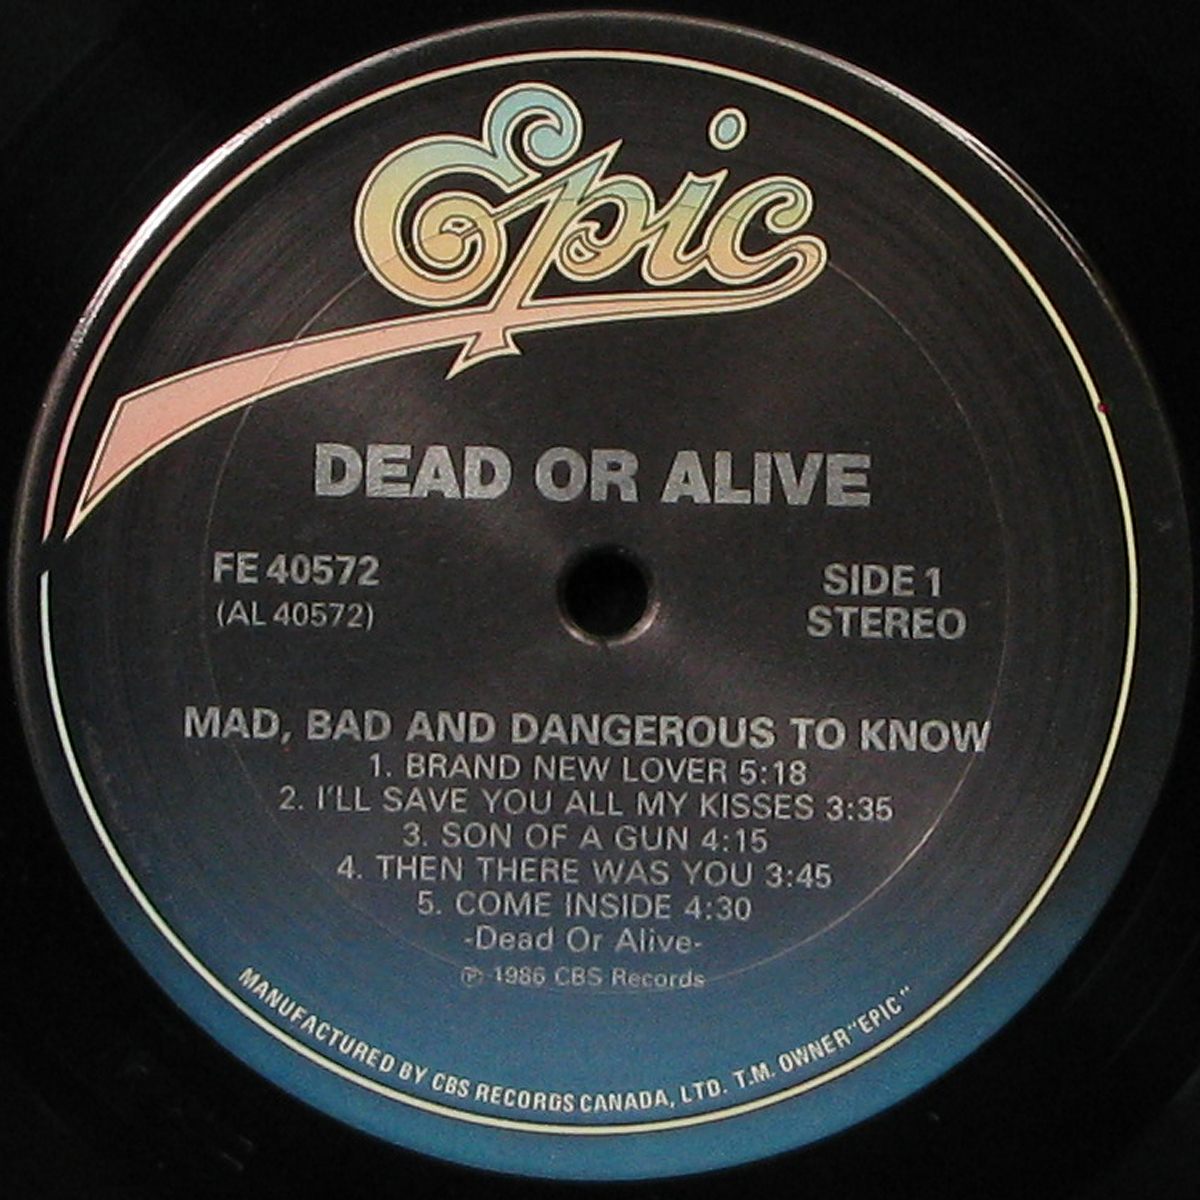 Epic
DEAD OR ALIVE
FE 40572
(AL 40572)
SIDE 1
STEREO
MAD, BAD AND DANGEROUS TO KNOW
1. BRAND NEW LOVER 5:18
2. I'LL SAVE YOU ALL MY KISSES 3:35
3. SON OF A GUN 4:15
4. THEN THERE WAS YOU 3:45
5. COME INSIDE 4:30
-Dead Or Alive-
℗ 1986 CBS Records
MANUFACTURED BY CBS RECORDS CANADA, LTD. T.M. OWNER "EPIC"